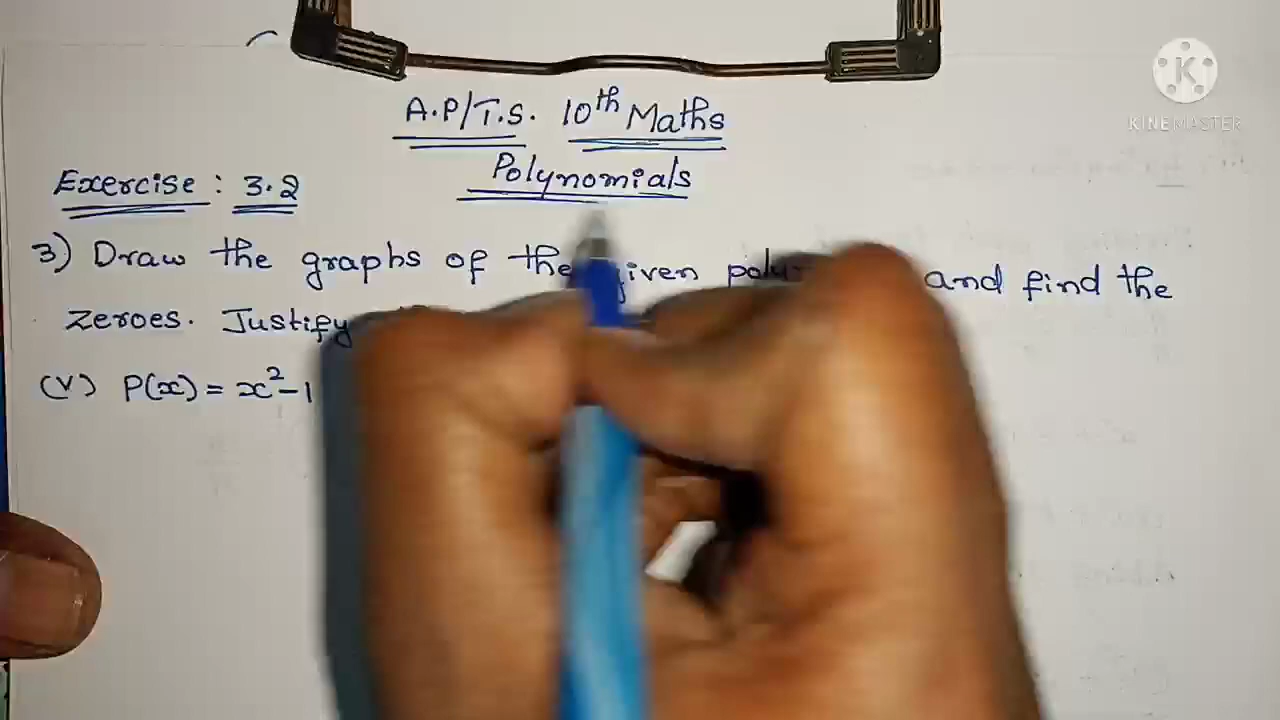 A.P/T.S. 10th Maths
Polynomials
Exercise : 3.2
3) Draw the graphs of the given and find the
zeroes. Justify
(V) P(x) = x²-1
KINEMASTER